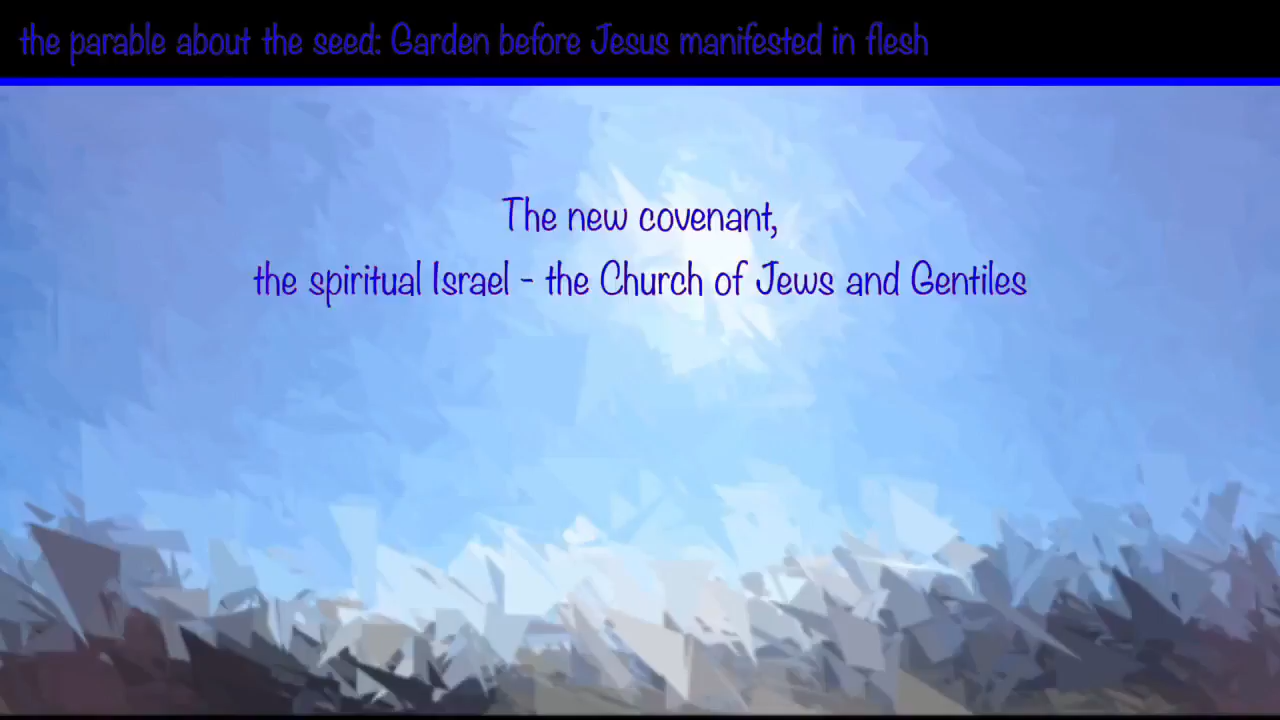 the parable about the seed: Garden before Jesus manifested in flesh
The new covenant,
the spiritual Israel - the Church of Jews and Gentiles